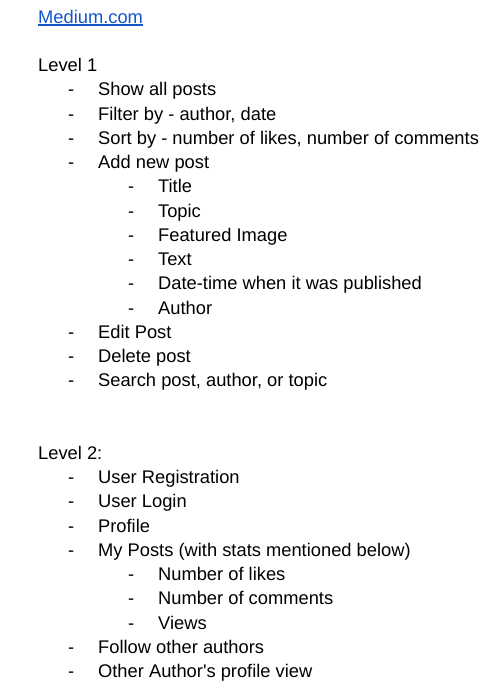 Medium.com
Level 1
- Show all posts
- Filter by - author, date
- Sort by - number of likes, number of comments
- Add new post
- Title
- Topic
- Featured Image
- Text
- Date-time when it was published
- Author
- Edit Post
- Delete post
- Search post, author, or topic
Level 2:
- User Registration
- User Login
- Profile
- My Posts (with stats mentioned below)
- Number of likes
- Number of comments
- Views
- Follow other authors
- Other Author's profile view